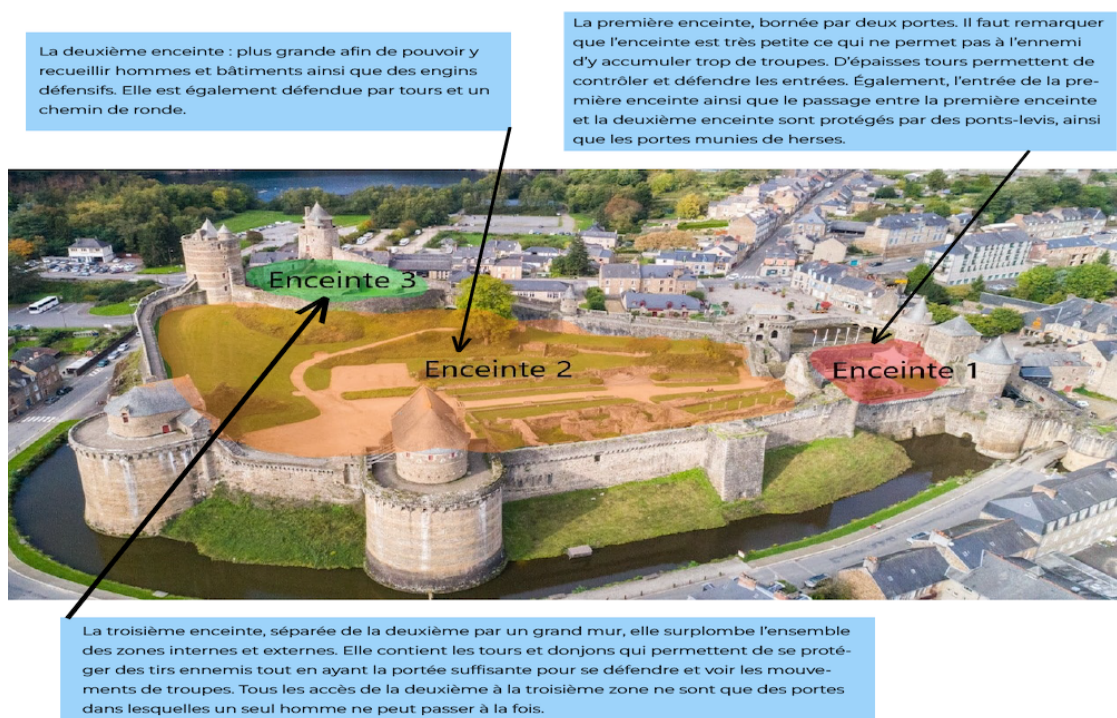 La deuxième enceinte : plus grande afin de pouvoir y
recueillir hommes et bâtiments ainsi que des engins
défensifs. Elle est également défendue par tours et un
chemin de ronde.
La première enceinte, bornée par deux portes. Il faut remarquer
que l'enceinte est très petite ce qui ne permet pas à l'ennemi
d'y accumuler trop de troupes. D'épaisses tours permettent de
contrôler et défendre les entrées. Également, l'entrée de la pre-
mière enceinte ainsi que le passage entre la première enceinte
et la deuxième enceinte sont protégés par des ponts-levis, ainsi
que les portes munies de herses.
Enceinte 3
Enceinte 2
Enceinte 1
La troisième enceinte, séparée de la deuxième par un grand mur, elle surplombe l'ensemble
des zones internes et externes. Elle contient les tours et donjons qui permettent de se proté-
ger des tirs ennemis tout en ayant la portée suffisante pour se défendre et voir les mouve-
ments de troupes. Tous les accès de la deuxième à la troisième zone ne sont que des portes
dans lesquelles un seul homme ne peut passer à la fois.